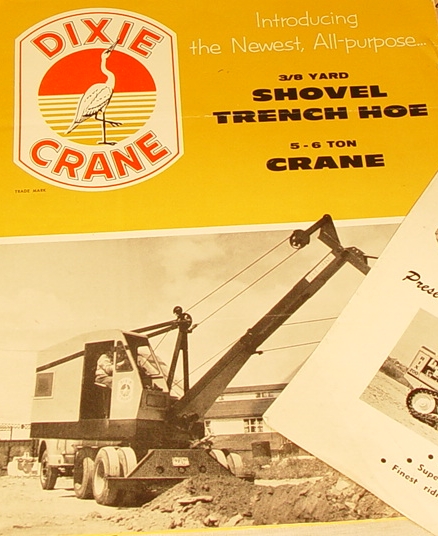 DIXIE
CRANE
TRADE MARK
Introducing
the Newest, All-purpose...
3/8 YARD
SHOVEL
TRENCH HOE
5 - 6 TON
CRANE
Prese
• Supe
• Finest rid